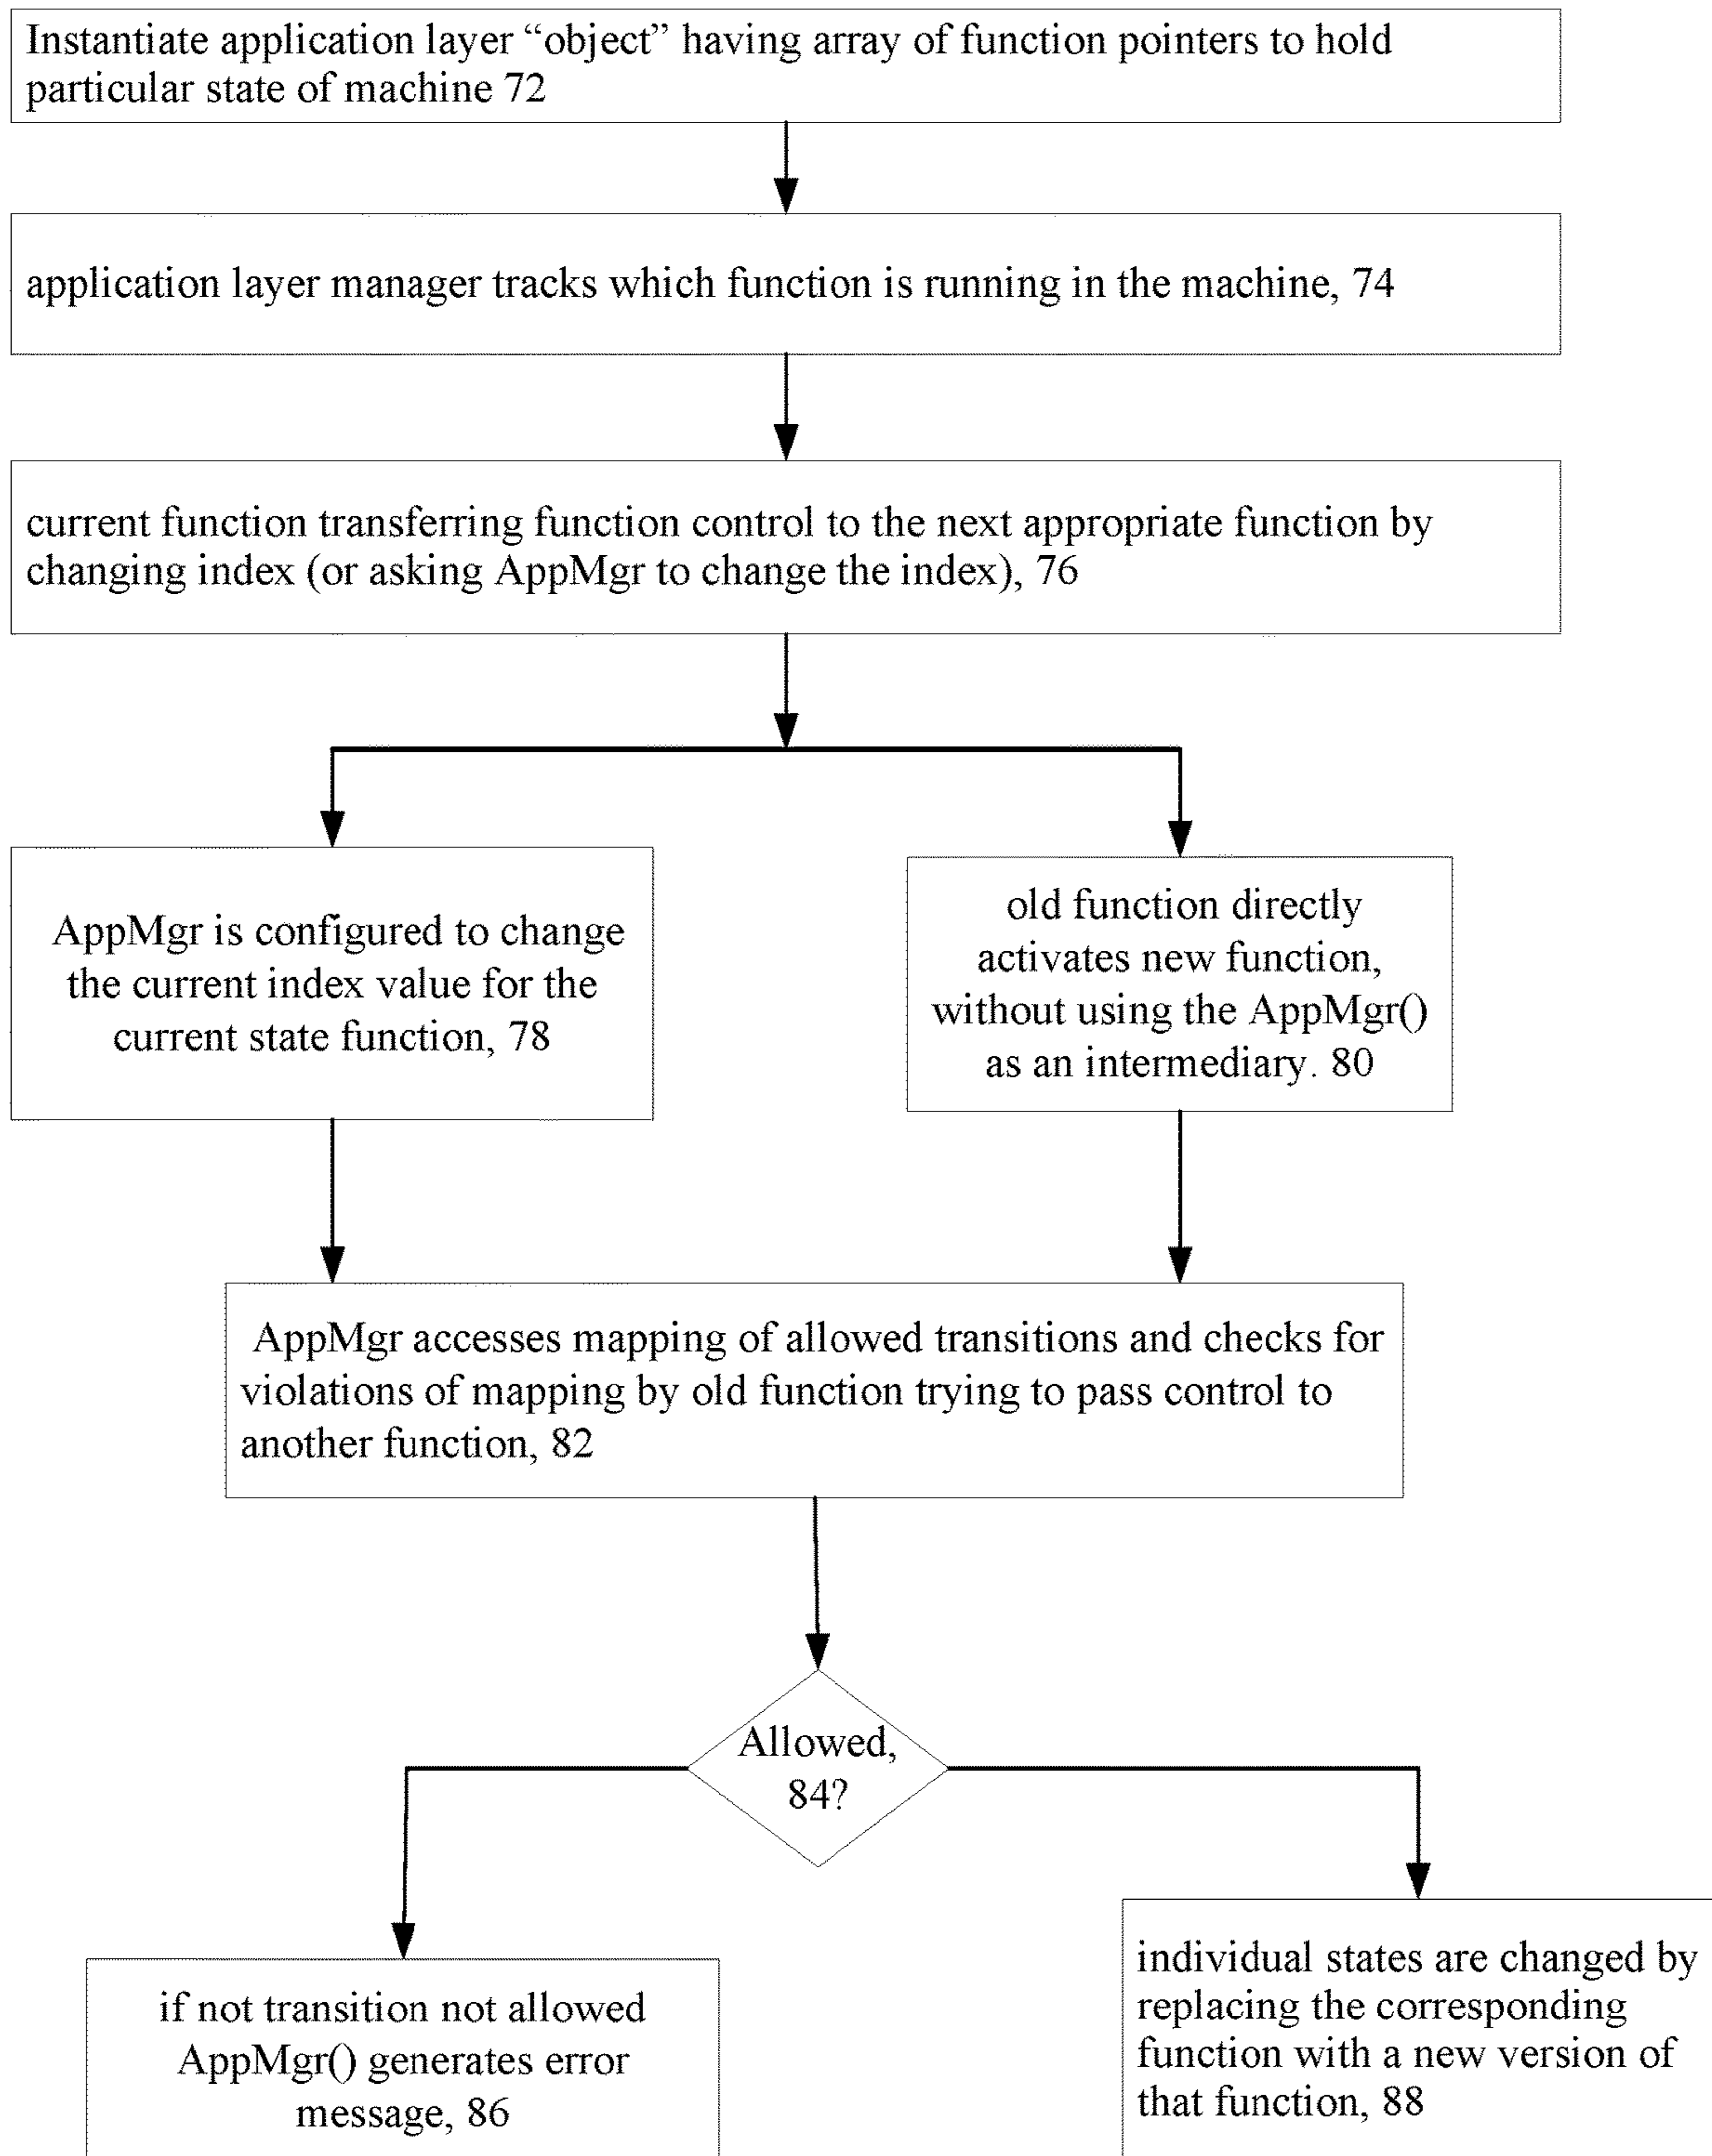 Instantiate application layer “object” having array of function pointers to hold
particular state of machine 72
application layer manager tracks which function is running in the machine, 74
current function transferring function control to the next appropriate function by
changing index (or asking AppMgr to change the index), 76
AppMgr is configured to change
the current index value for the
current state function, 78
old function directly
activates new function,
without using the AppMgr()
as an intermediary. 80
AppMgr accesses mapping of allowed transitions and checks for
violations of mapping by old function trying to pass control to
another function, 82
Allowed,
84?
if not transition not allowed
AppMgr() generates error
message, 86
individual states are changed by
replacing the corresponding
function with a new version of
that function, 88